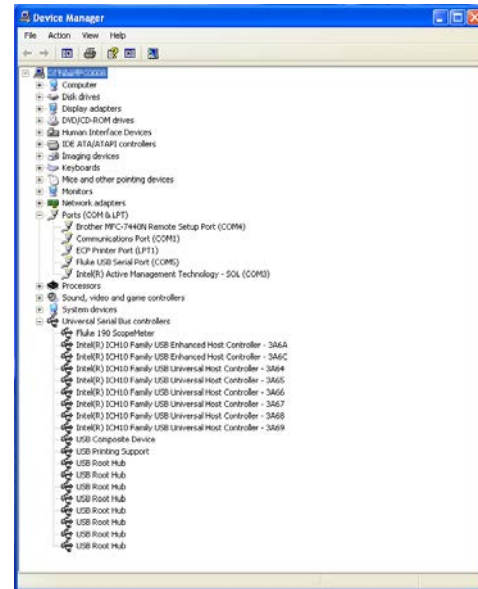 Device Manager
File Action View Help
Computer
Disk drives
Display adapters
DVD/CD-ROM drives
Human Interface Devices
IDE ATA/ATAPI controllers
Imaging devices
Keyboards
Mice and other pointing devices
Monitors
Network adapters
Ports (COM & LPT)
Brother MFC-7440N Remote Setup Port (COM4)
Communications Port (COM1)
ECP Printer Port (LPT1)
Fluke USB Serial Port (COM5)
Intel(R) Active Management Technology - SOL (COM3)
Processors
Sound, video and game controllers
System devices
Universal Serial Bus controllers
Fluke 190 ScopeMeter
Intel(R) ICH10 Family USB Enhanced Host Controller - 3A6A
Intel(R) ICH10 Family USB Enhanced Host Controller - 3A6C
Intel(R) ICH10 Family USB Universal Host Controller - 3A64
Intel(R) ICH10 Family USB Universal Host Controller - 3A65
Intel(R) ICH10 Family USB Universal Host Controller - 3A66
Intel(R) ICH10 Family USB Universal Host Controller - 3A67
Intel(R) ICH10 Family USB Universal Host Controller - 3A68
Intel(R) ICH10 Family USB Universal Host Controller - 3A69
USB Composite Device
USB Printing Support
USB Root Hub
USB Root Hub
USB Root Hub
USB Root Hub
USB Root Hub
USB Root Hub
USB Root Hub
USB Root Hub